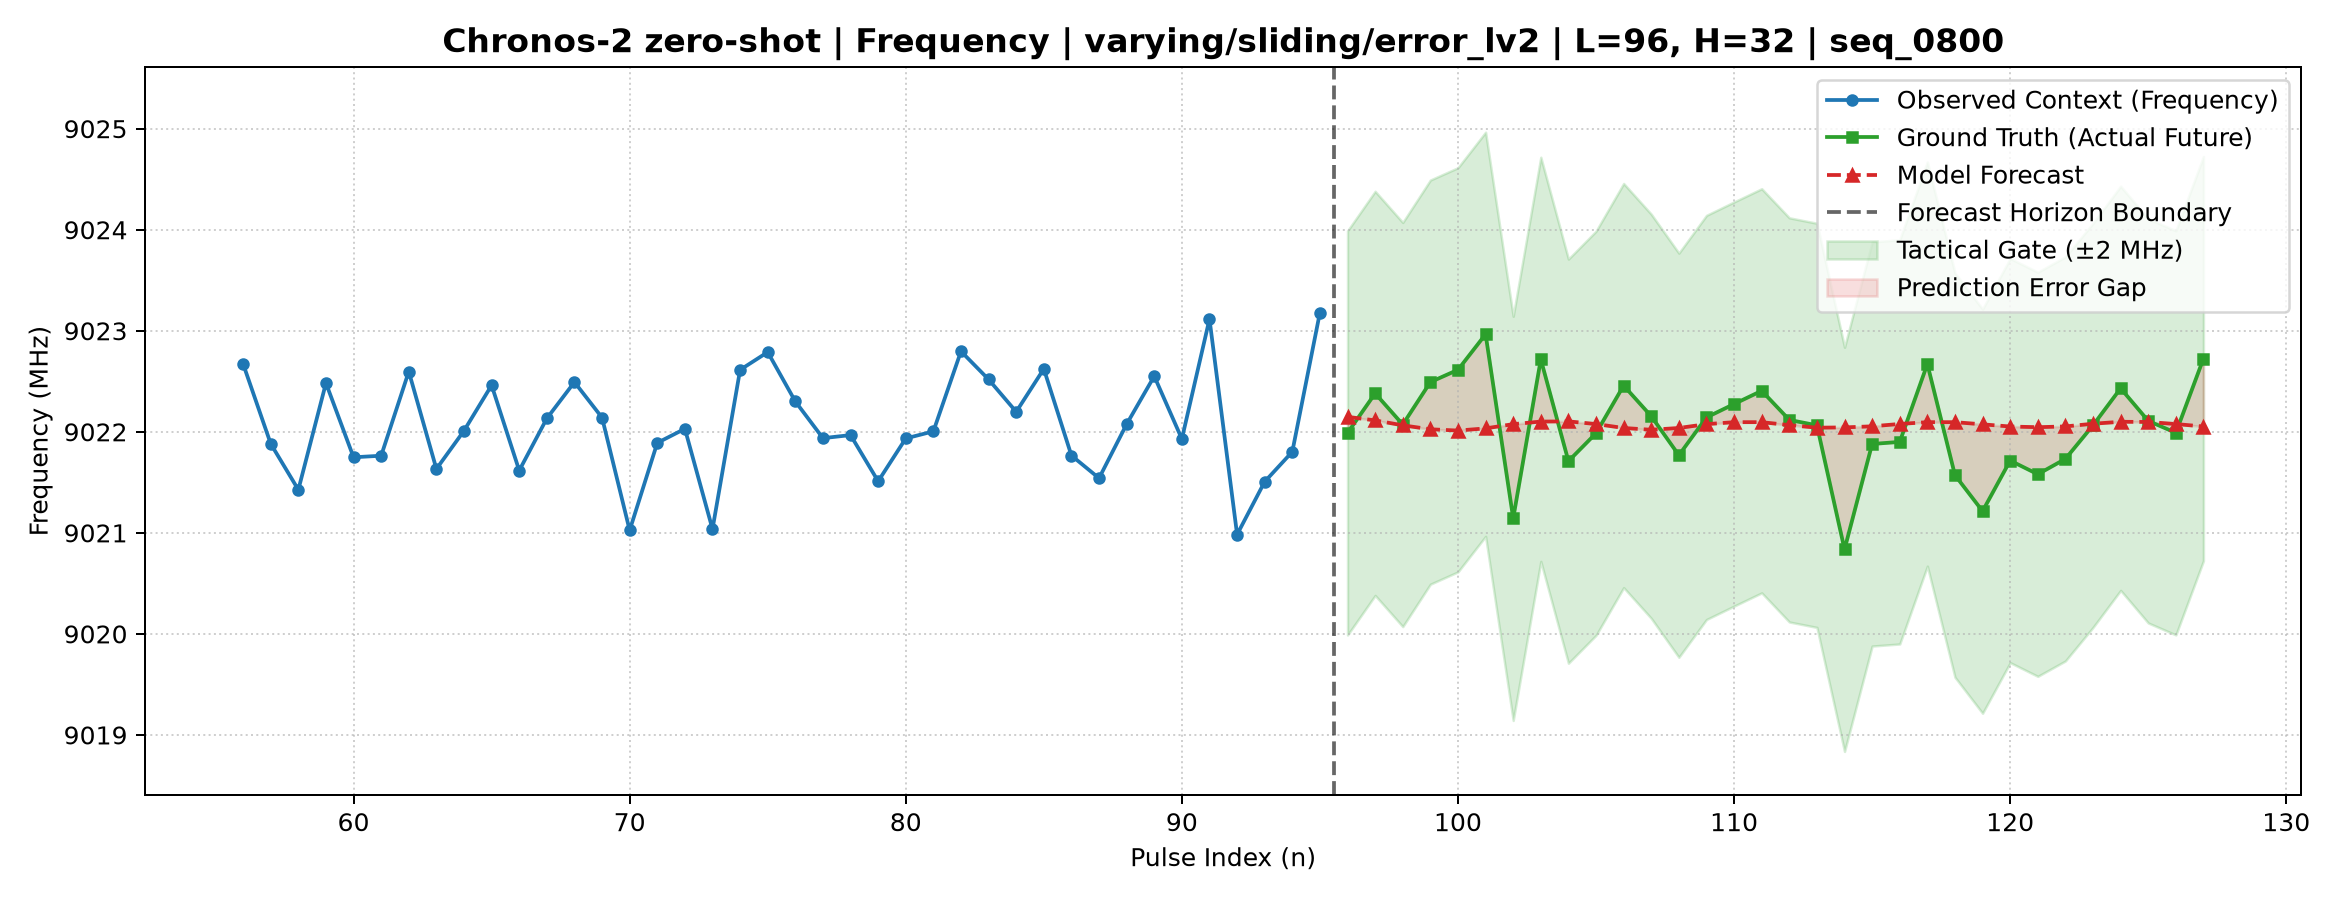 Chronos-2 zero-shot | Frequency | varying/sliding/error_lv2 | L=96, H=32 | seq_0800
Observed Context (Frequency)
Ground Truth (Actual Future)
Model Forecast
Forecast Horizon Boundary
Tactical Gate (±2 MHz)
Prediction Error Gap
Frequency (MHz)
9025
9024
9023
9022
9021
9020
9019
60 70 80 90 100 110 120 130
Pulse Index (n)